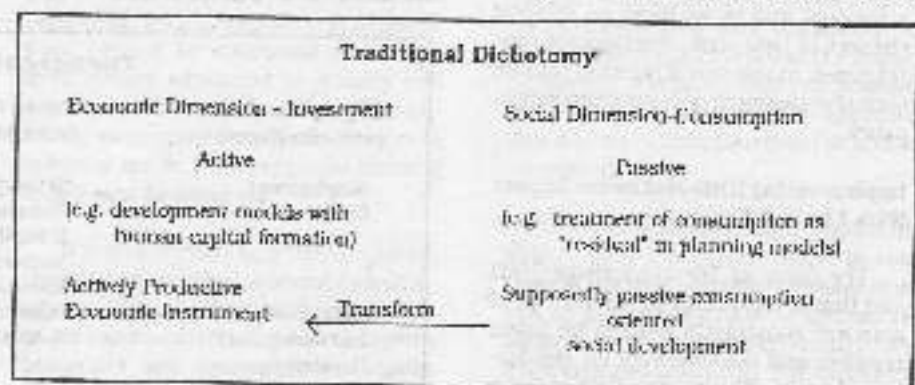 Traditional Dichotomy
Economic Dimension - Investment
Active
(e.g. development models with
human capital formation)
Actively Productive
Economic Instrument
Transform
Social Dimension-Consumption
Passive
(e.g. treatment of consumption as
"residual" in planning models)
Supposedly passive consumption
oriented
social development